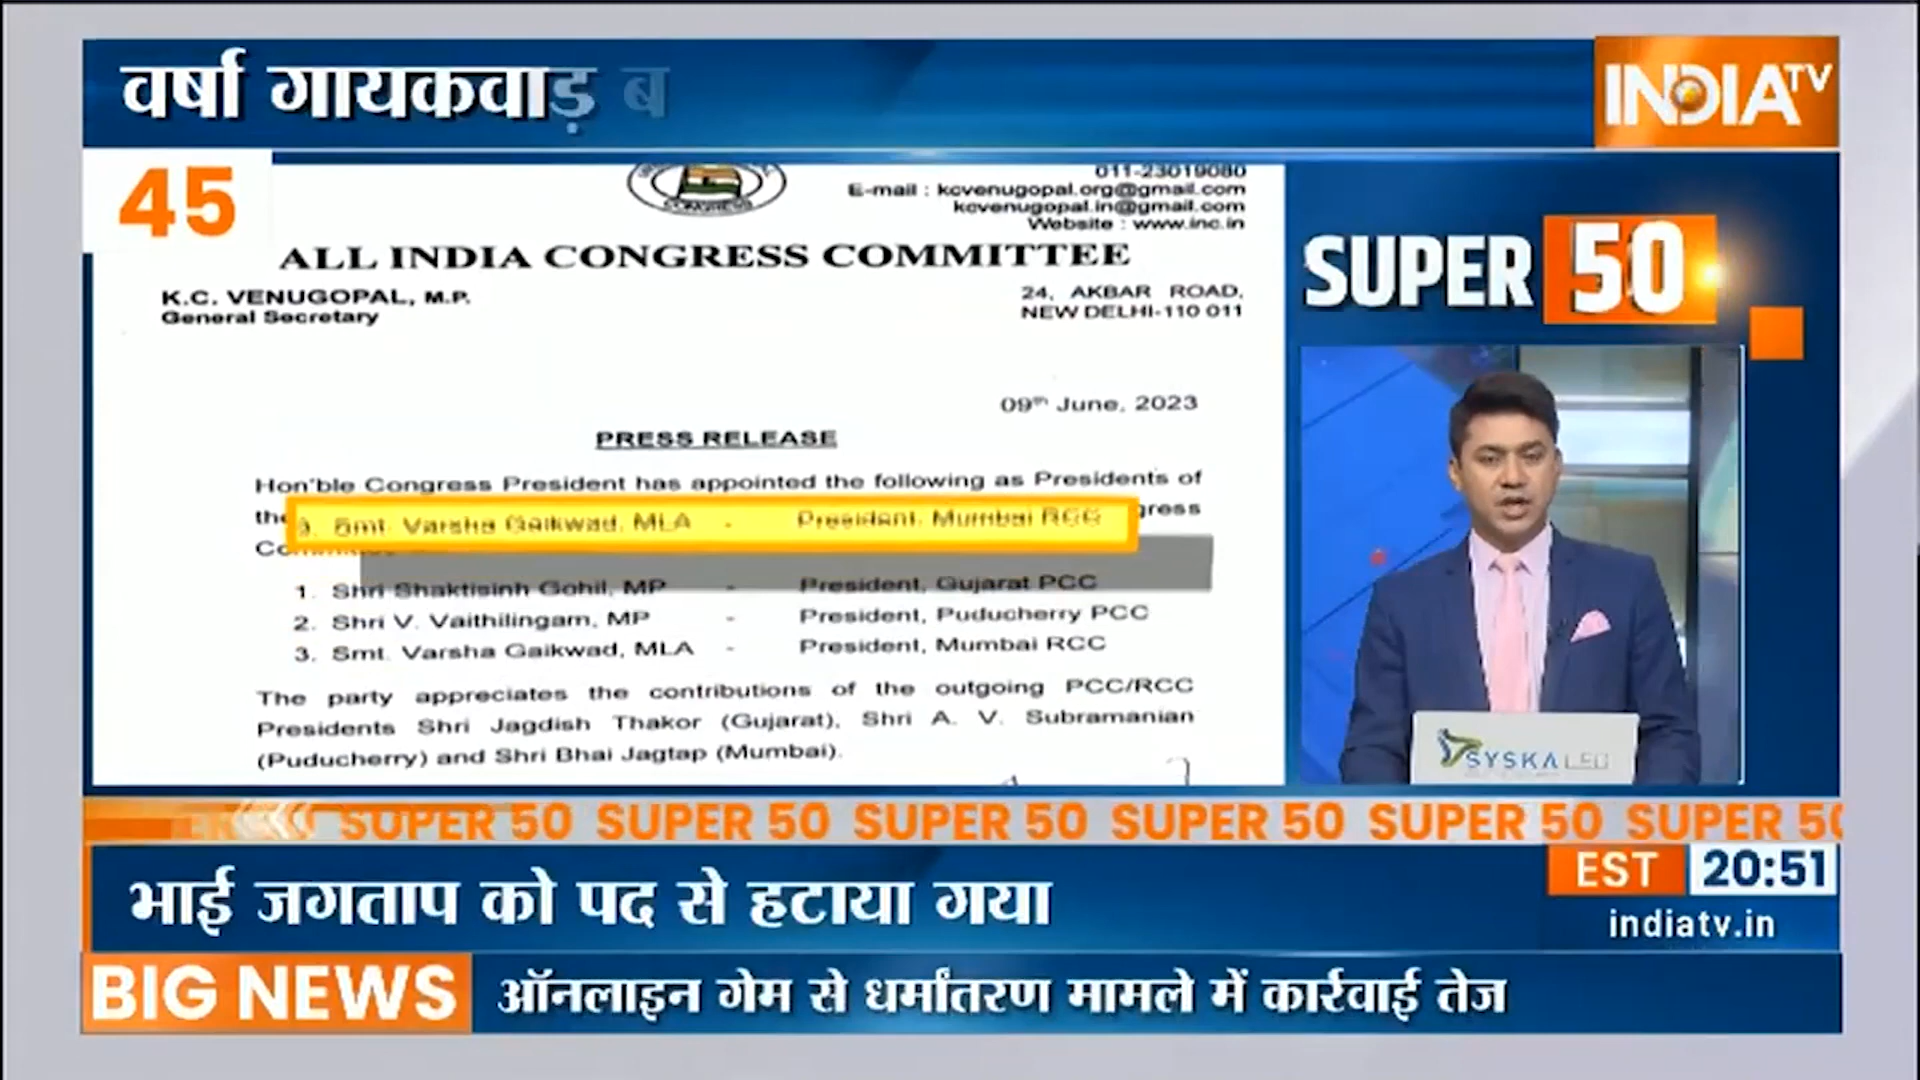 वर्षा गायकवाड़ ब
INDIA TV
45
011-23019080
E-mail : kcvenugopal.org@gmail.com
kcvenugopal.in@gmail.com
Website : www.inc.in
CONGRESS
ALL INDIA CONGRESS COMMITTEE
K.C. VENUGOPAL, M.P.
General Secretary
24, AKBAR ROAD,
NEW DELHI-110 011
SUPER 50
09th June, 2023
PRESS RELEASE
Hon'ble Congress President has appointed the following as Presidents of
the
3. Smt. Varsha Gaikwad, MLA - President, Mumbai RCC
1. Shri Shaktisinh Gohil, MP - President, Gujarat PCC
2. Shri V. Vaithilingam, MP - President, Puducherry PCC
3. Smt. Varsha Gaikwad, MLA - President, Mumbai RCC
The party appreciates the contributions of the outgoing PCC/RCC
Presidents Shri Jagdish Thakor (Gujarat), Shri A. V. Subramanian
(Puducherry) and Shri Bhai Jagtap (Mumbai).
SYSKA LED
SUPER 50 SUPER 50 SUPER 50 SUPER 50 SUPER 50 SUPER 50
भाई जगताप को पद से हटाया गया
EST 20:51
indiatv.in
BIG NEWS
ऑनलाइन गेम से धर्मांतरण मामले में कार्रवाई तेज